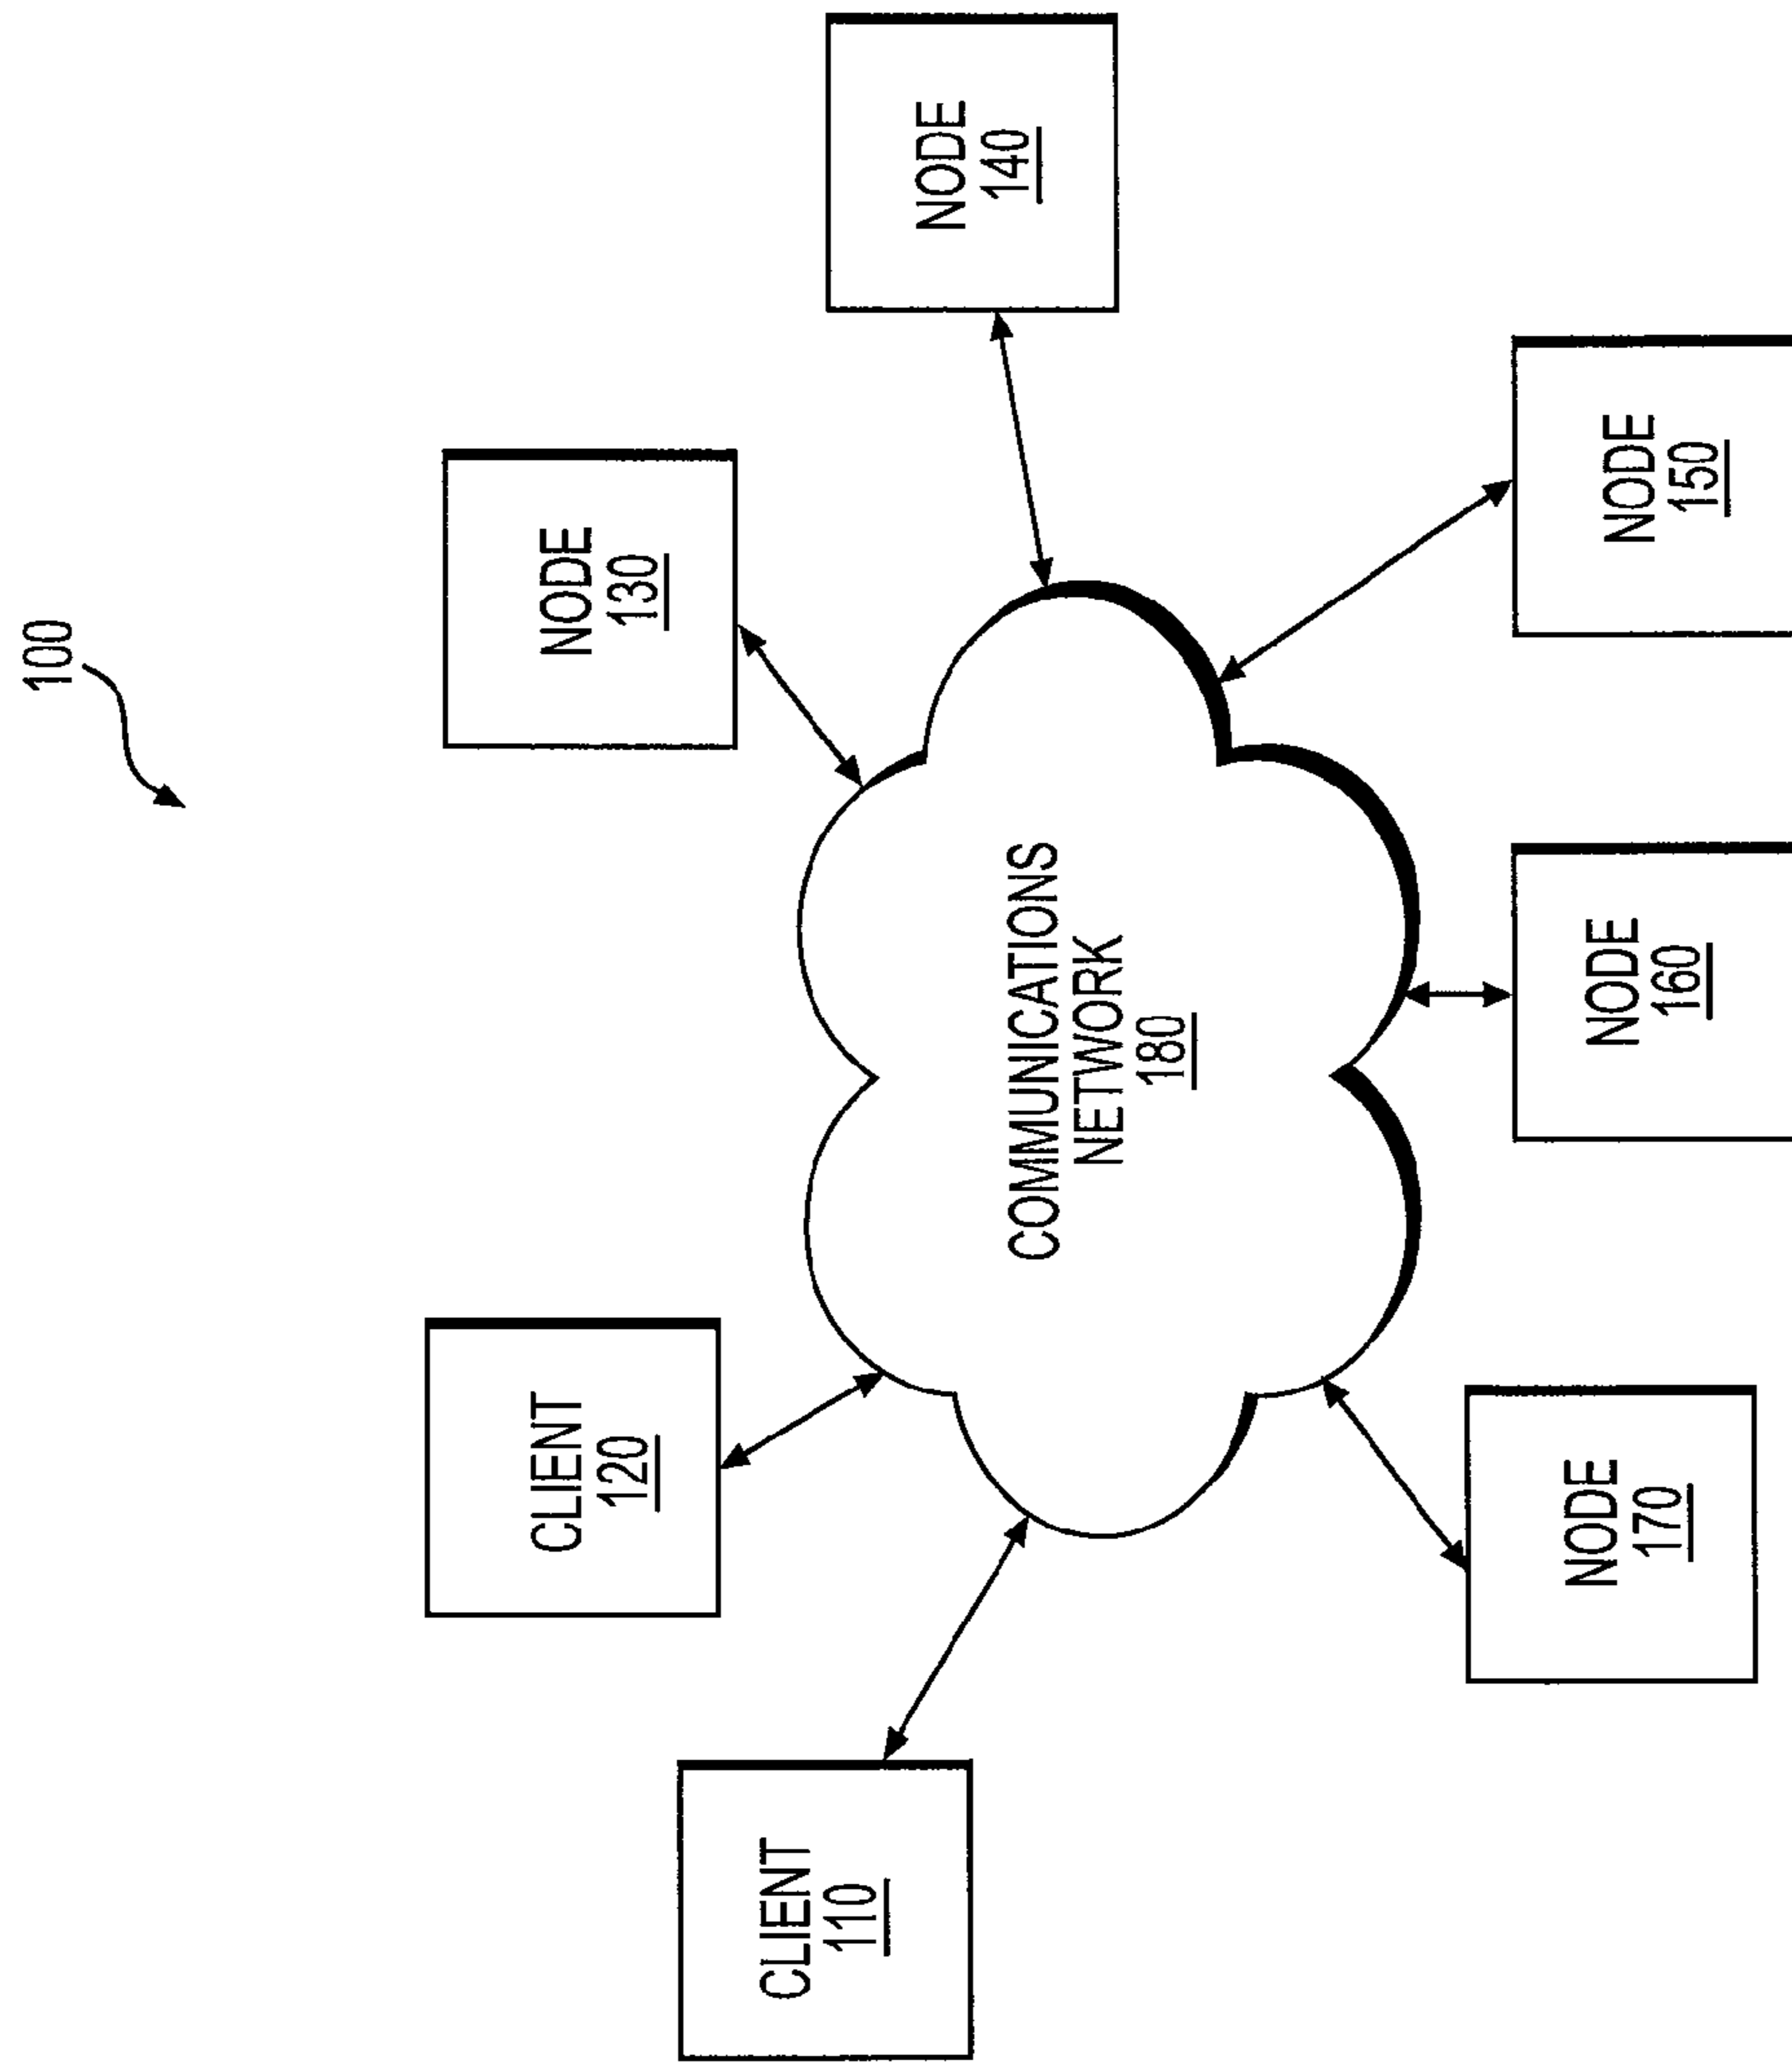 100
CLIENT
110
CLIENT
120
NODE
130
NODE
140
COMMUNICATIONS
NETWORK
180
NODE
170
NODE
160
NODE
150